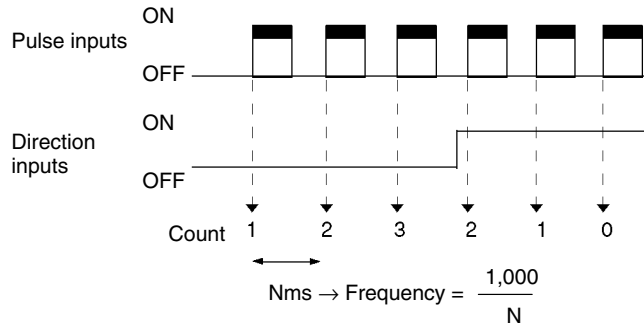 ON
Pulse inputs
OFF
ON
Direction
inputs
OFF
Count 1 2 3 2 1 0
Nms → Frequency = 1,000
N